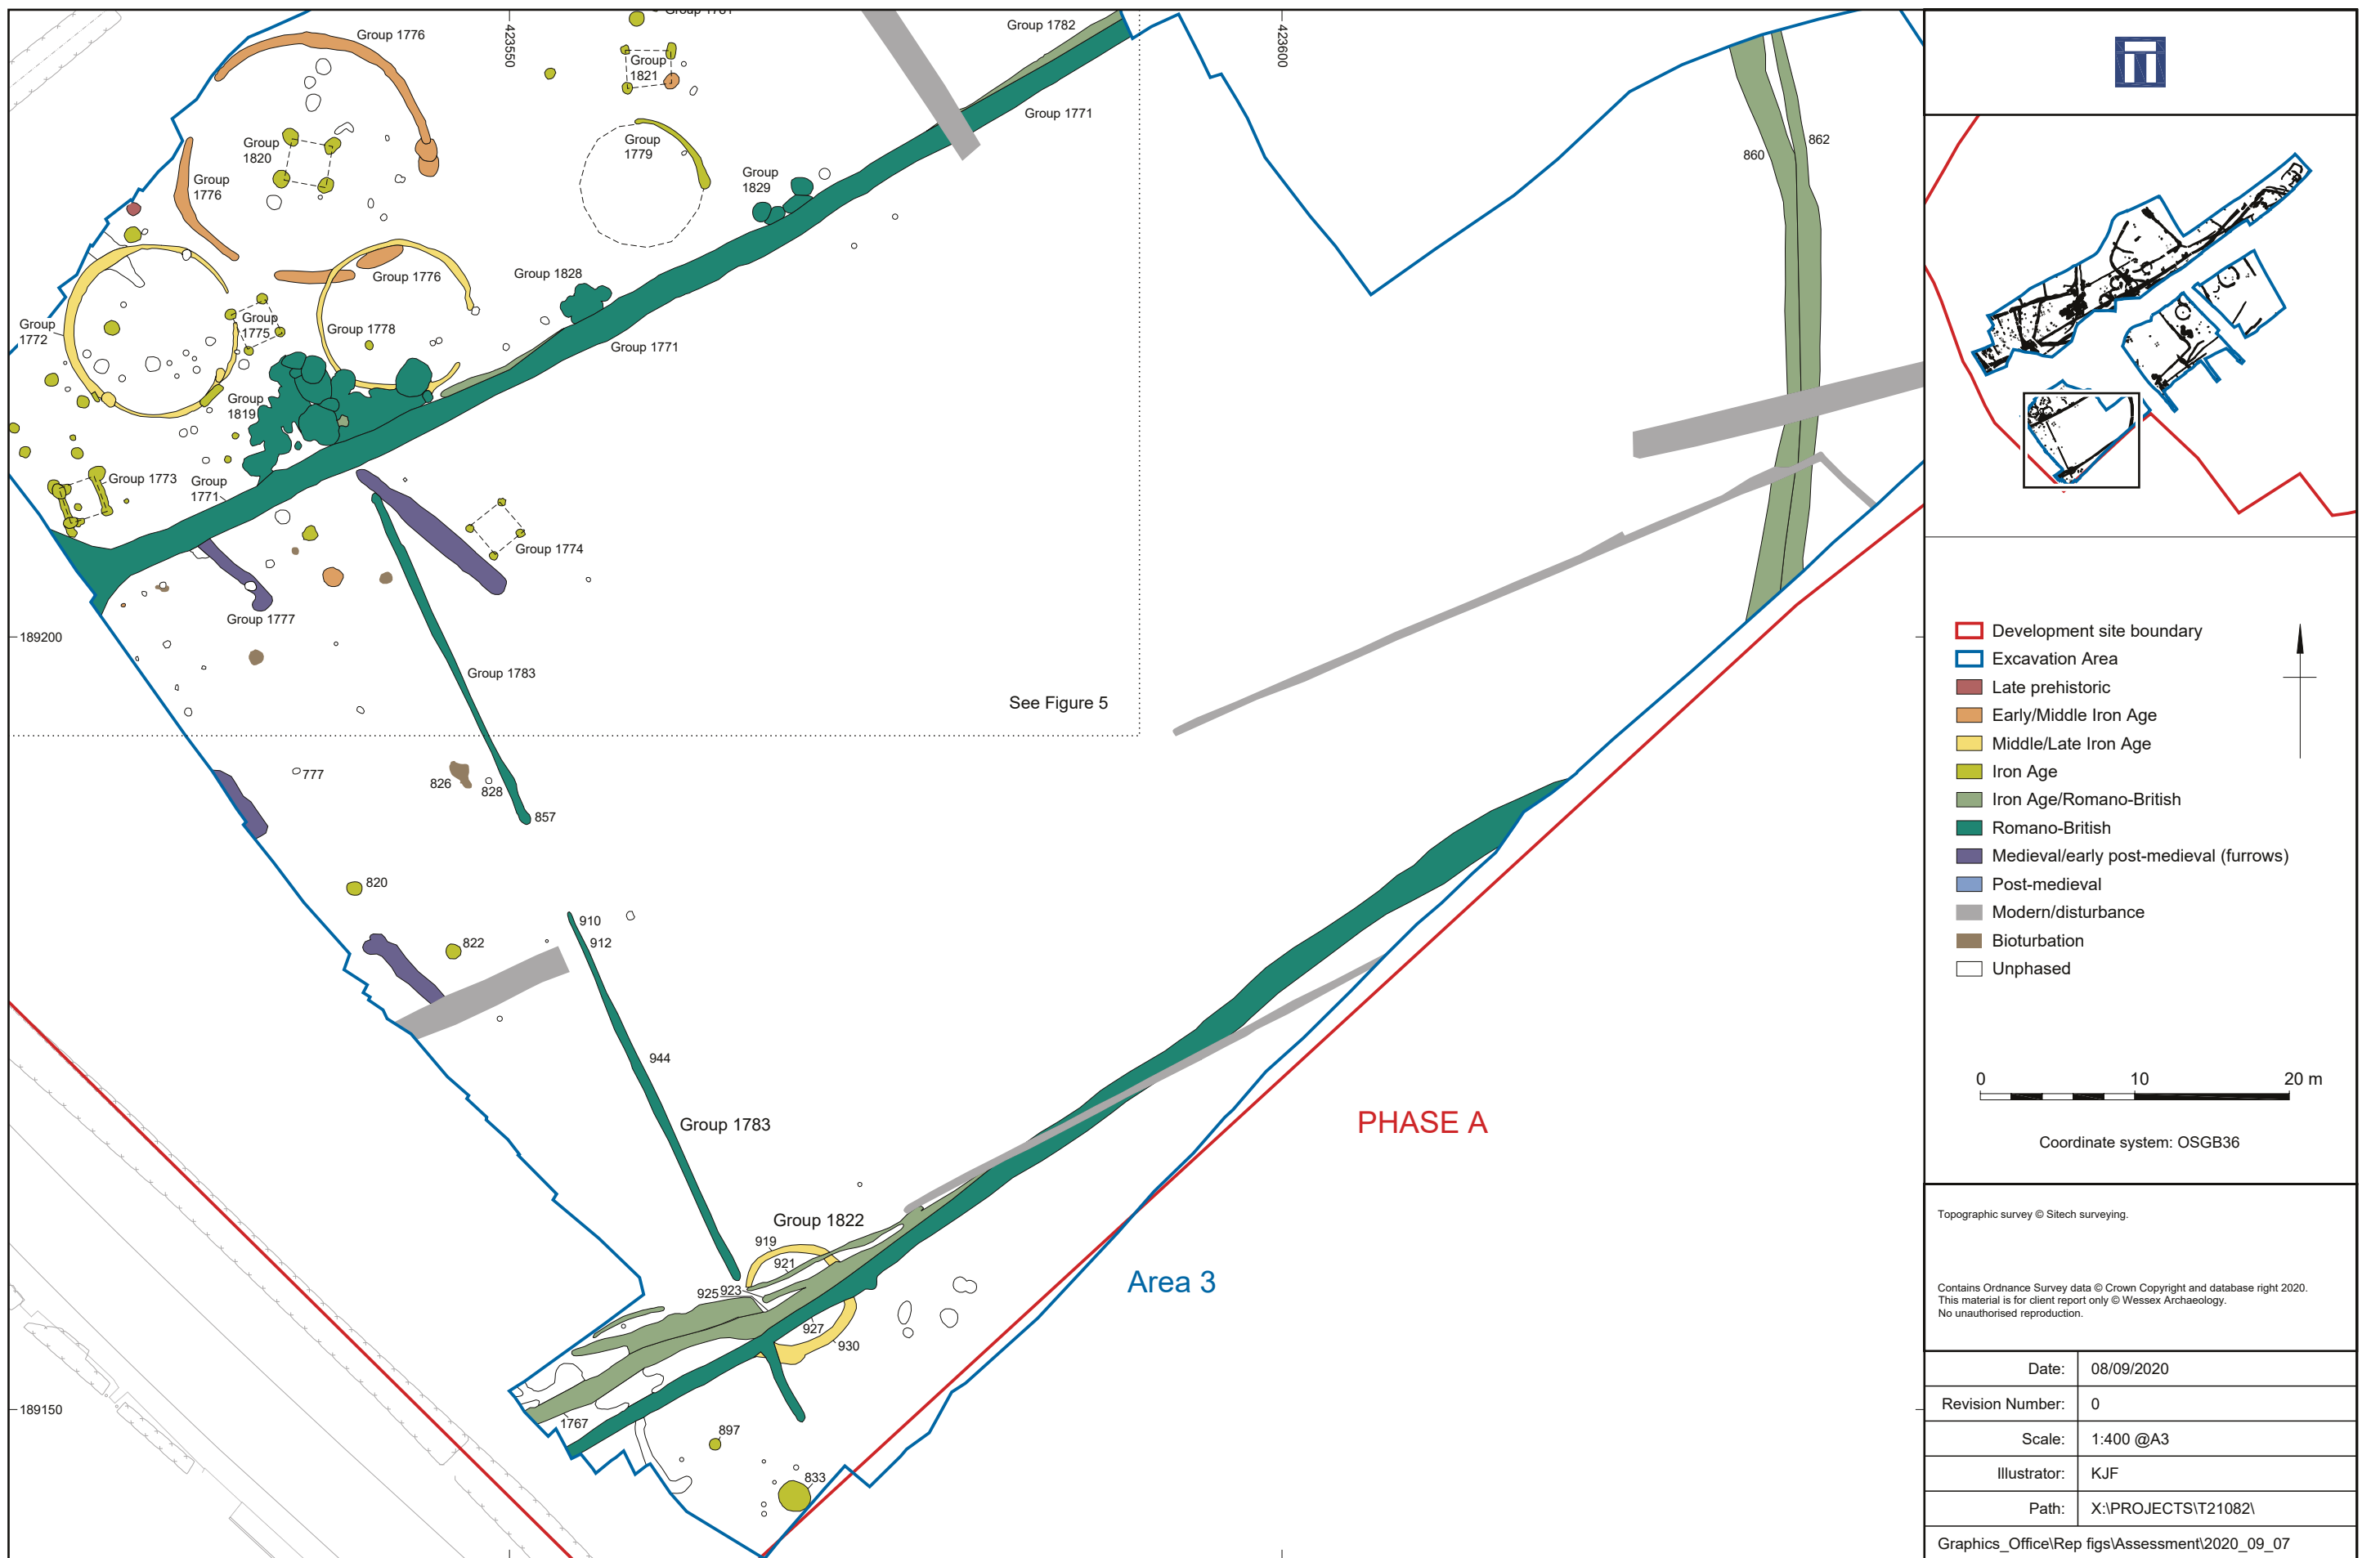 Group 1781
423550
423600
Group 1776
Group
1821
Group 1782
Group 1771
860
862
Group
1820
Group
1779
Group
1776
Group
1829
Group 1776
Group 1828
Group
1775
Group 1778
Group
1772
Group 1771
Group
1819
Group 1773
Group
1771
Group 1774
Group 1777
189200
Group 1783
See Figure 5
777
826
828
857
820
822
910
912
944
Group 1783
PHASE A
Group 1822
919
921
925
923
927
930
Area 3
189150
1767
897
833
Development site boundary
Excavation Area
Late prehistoric
Early/Middle Iron Age
Middle/Late Iron Age
Iron Age
Iron Age/Romano-British
Romano-British
Medieval/early post-medieval (furrows)
Post-medieval
Modern/disturbance
Bioturbation
Unphased
0 10 20 m
Coordinate system: OSGB36
Topographic survey © Sitech surveying.
Contains Ordnance Survey data © Crown Copyright and database right 2020.
This material is for client report only © Wessex Archaeology.
No unauthorised reproduction.
Date: 08/09/2020
Revision Number: 0
Scale: 1:400 @A3
Illustrator: KJF
Path: X:\PROJECTS\T21082\
Graphics_Office\Rep figs\Assessment\2020_09_07